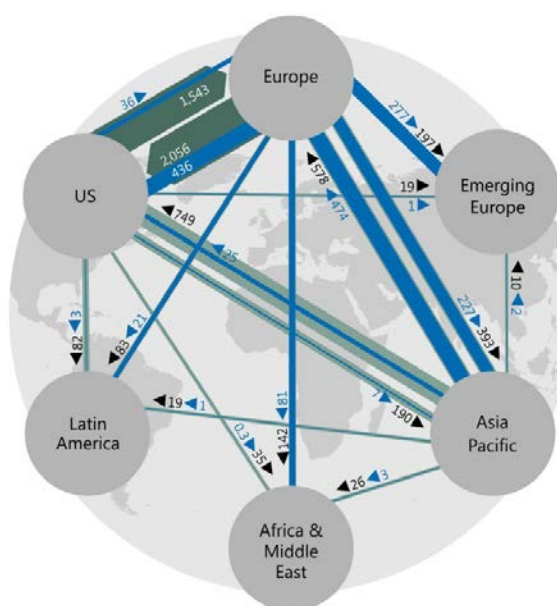 Europe
36
1,543
2,056
436
277
197
US
578
474
19
1
Emerging
Europe
749
25
10
2
3
82
21
83
227
393
7
190
Latin
America
19
1
81
142
0.3
35
Asia
Pacific
26
3
Africa &
Middle
East